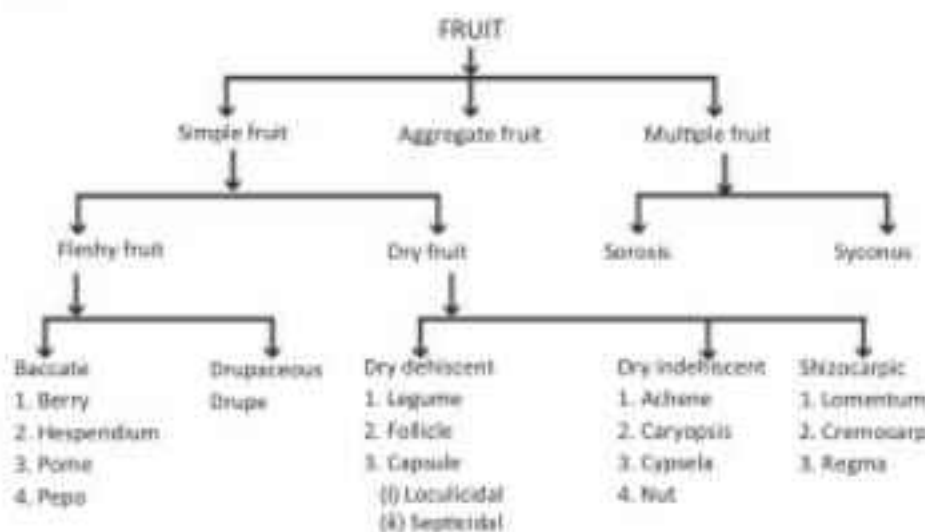 FRUIT
Simple fruit
Aggregate fruit
Multiple fruit
Fleshy fruit
Dry fruit
Sorosis
Syconus
Baccate
1. Berry
2. Hesperidium
3. Pome
4. Pepo
Drupaceous
Drupe
Dry dehiscent
1. Legume
2. Follicle
3. Capsule
(i) Loculicidal
(ii) Septicidal
Dry indehiscent
1. Achene
2. Caryopsis
3. Cypsela
4. Nut
Shizocarpic
1. Lomentum
2. Cremocarp
3. Regma